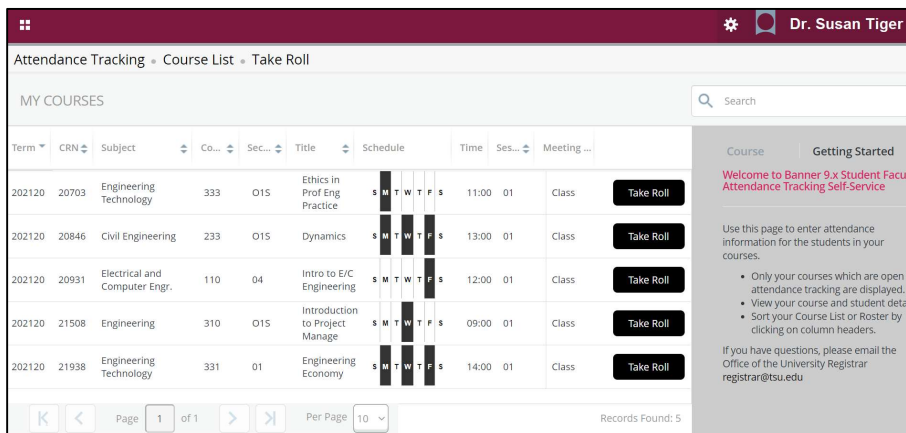 Dr. Susan Tiger
Attendance Tracking • Course List • Take Roll
MY COURSES
Search
Term CRN Subject Co... Sec... Title Schedule Time Ses... Meeting ...
202120 20703 Engineering Technology 333 O1S Ethics in Prof Eng Practice S M T W T F S 11:00 01 Class Take Roll
202120 20846 Civil Engineering 233 O1S Dynamics S M T W T F S 13:00 01 Class Take Roll
202120 20931 Electrical and Computer Engr. 110 04 Intro to E/C Engineering S M T W T F S 12:00 01 Class Take Roll
202120 21508 Engineering 310 O1S Introduction to Project Manage S M T W T F S 09:00 01 Class Take Roll
202120 21938 Engineering Technology 331 01 Engineering Economy S M T W T F S 14:00 01 Class Take Roll
Page 1 of 1 Per Page 10 Records Found: 5
Course Getting Started
Welcome to Banner 9.x Student Facu
Attendance Tracking Self-Service
Use this page to enter attendance
information for the students in your
courses.
• Only your courses which are open
attendance tracking are displayed.
• View your course and student deta
• Sort your Course List or Roster by
clicking on column headers.
If you have questions, please email the
Office of the University Registrar
registrar@tsu.edu